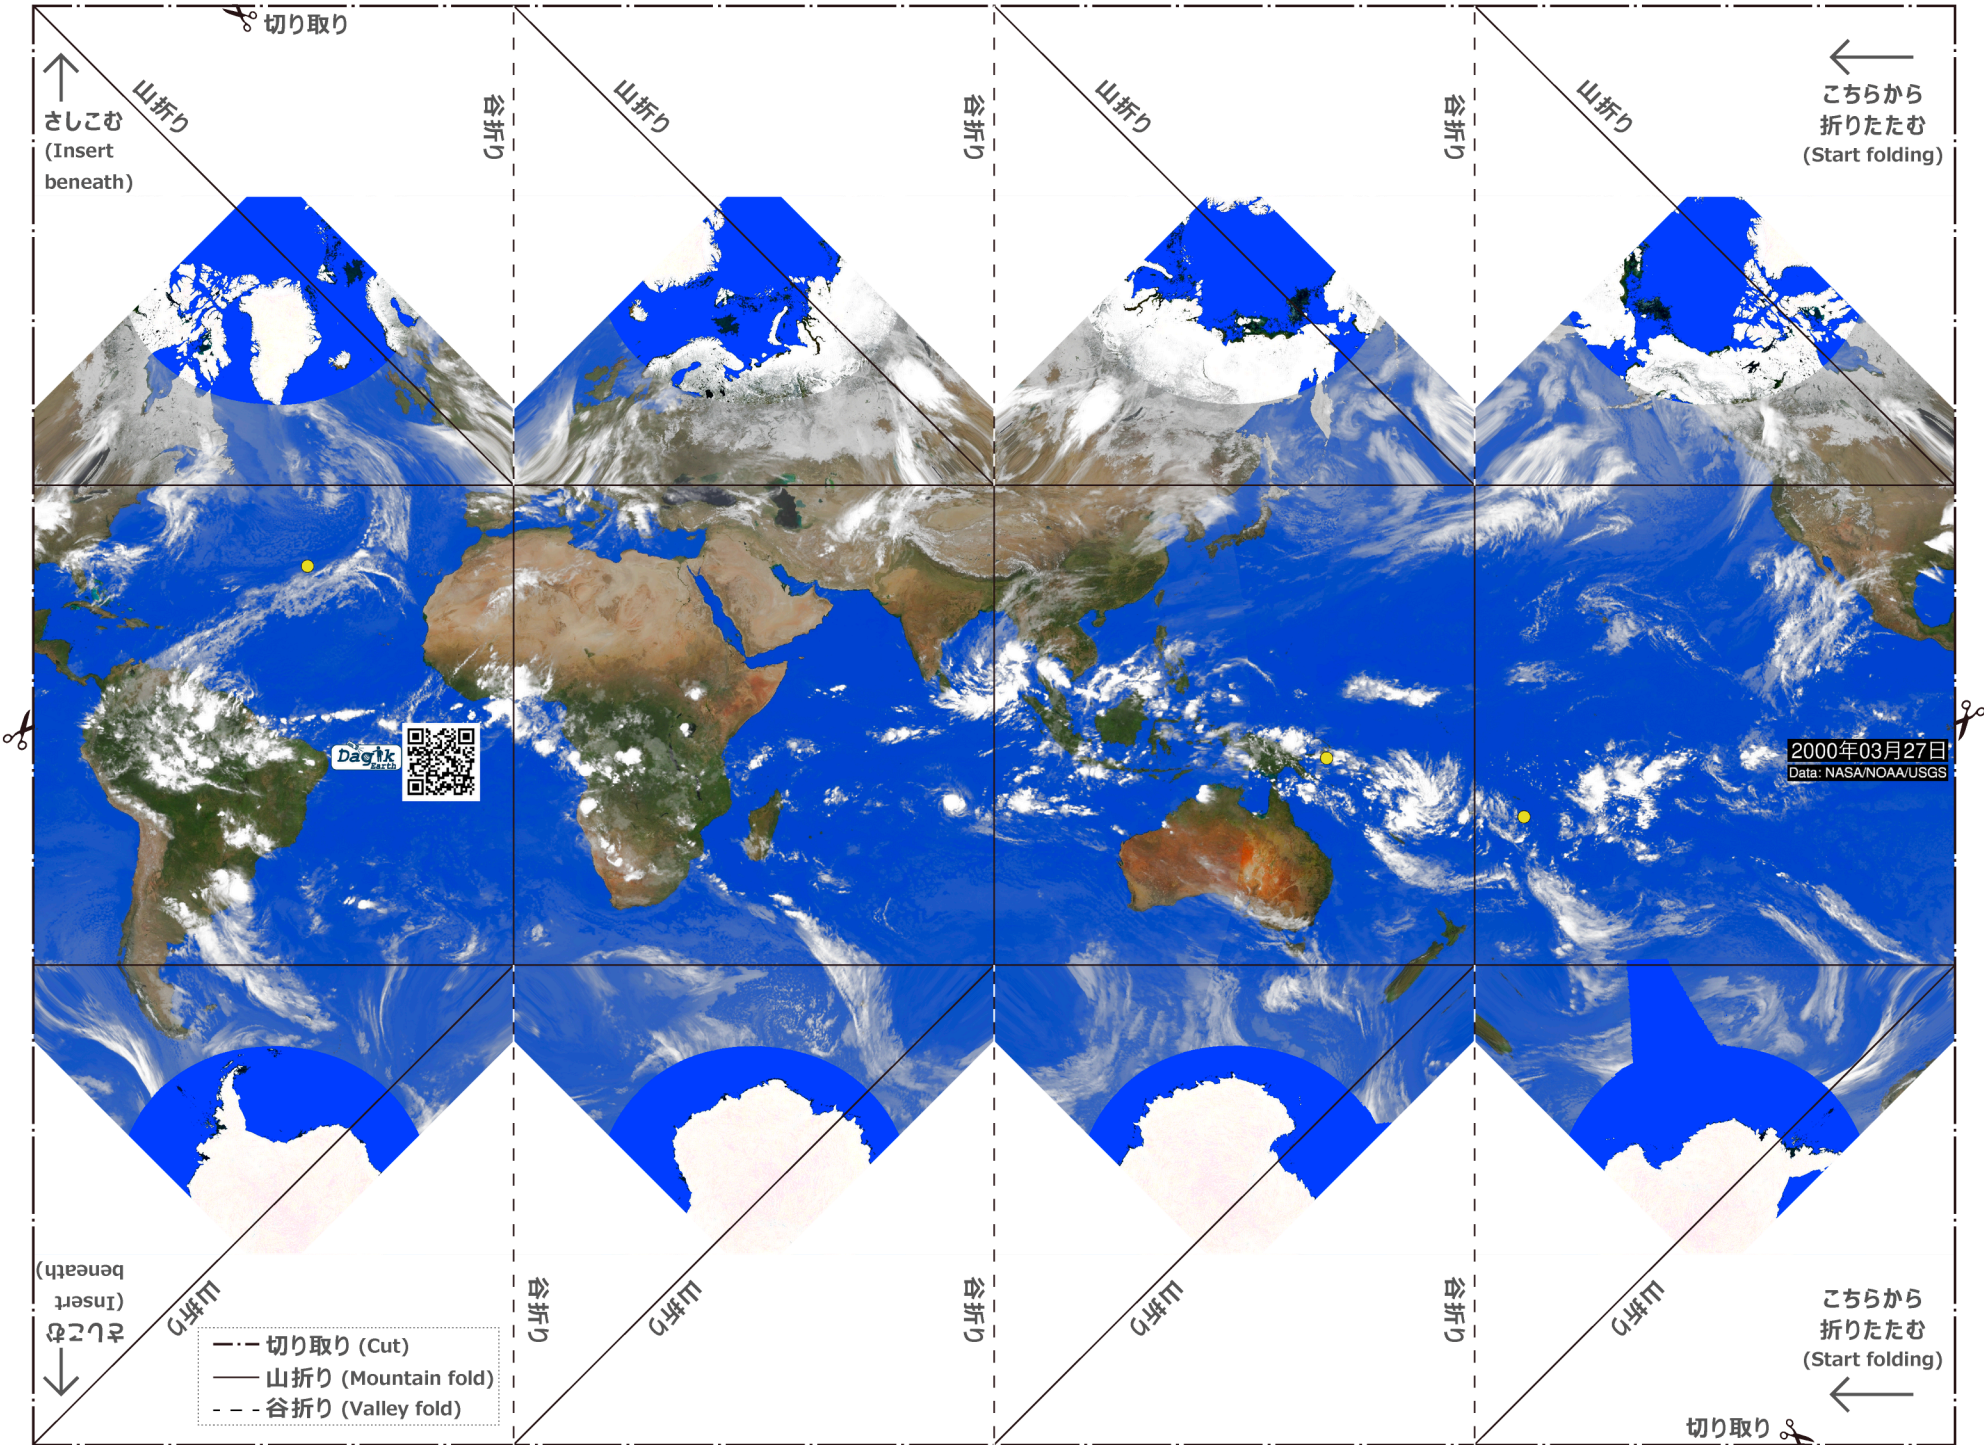 切り取り
さしこむ
(Insert
beneath)
山折り
谷折り
山折り
谷折り
山折り
谷折り
山折り
こちらから
折りたたむ
(Start folding)
Dagik
Earth
2000年03月27日
Data: NASA/NOAA/USGS
さしこむ
(Insert
beneath)
山折り
谷折り
山折り
谷折り
山折り
谷折り
山折り
切り取り (Cut)
山折り (Mountain fold)
谷折り (Valley fold)
こちらから
折りたたむ
(Start folding)
切り取り